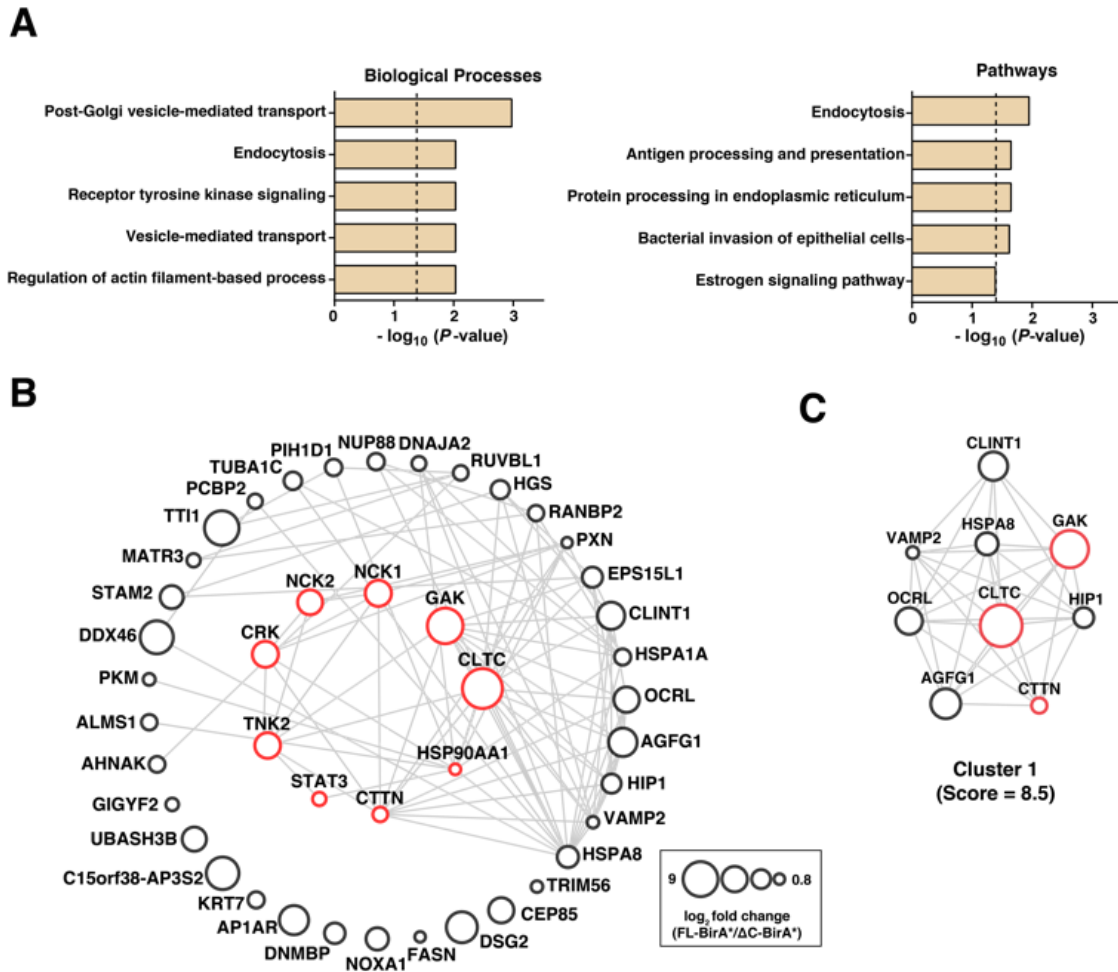 A
Biological Processes
Post-Golgi vesicle-mediated transport
Endocytosis
Receptor tyrosine kinase signaling
Vesicle-mediated transport
Regulation of actin filament-based process
0 1 2 3
- log10 (P-value)
Pathways
Endocytosis
Antigen processing and presentation
Protein processing in endoplasmic reticulum
Bacterial invasion of epithelial cells
Estrogen signaling pathway
0 1 2 3
- log10 (P-value)
B
NUP88
DNAJA2
PIH1D1
RUVBL1
TUBA1C
HGS
PCBP2
RANBP2
TTI1
PXN
MATR3
EPS15L1
STAM2
CLINT1
DDX46
HSPA1A
PKM
OCRL
ALMS1
AGFG1
AHNAK
HIP1
GIGYF2
VAMP2
UBASH3B
HSPA8
C15orf38-AP3S2
TRIM56
KRT7
CEP85
AP1AR
DSG2
DNMBP
FASN
NOXA1
NCK2
NCK1
GAK
CRK
CLTC
TNK2
HSP90AA1
STAT3
CTTN
9 0.8
log2 fold change
(FL-BirA*/ΔC-BirA*)
C
CLINT1
GAK
HSPA8
VAMP2
CLTC
OCRL
HIP1
AGFG1
CTTN
Cluster 1
(Score = 8.5)